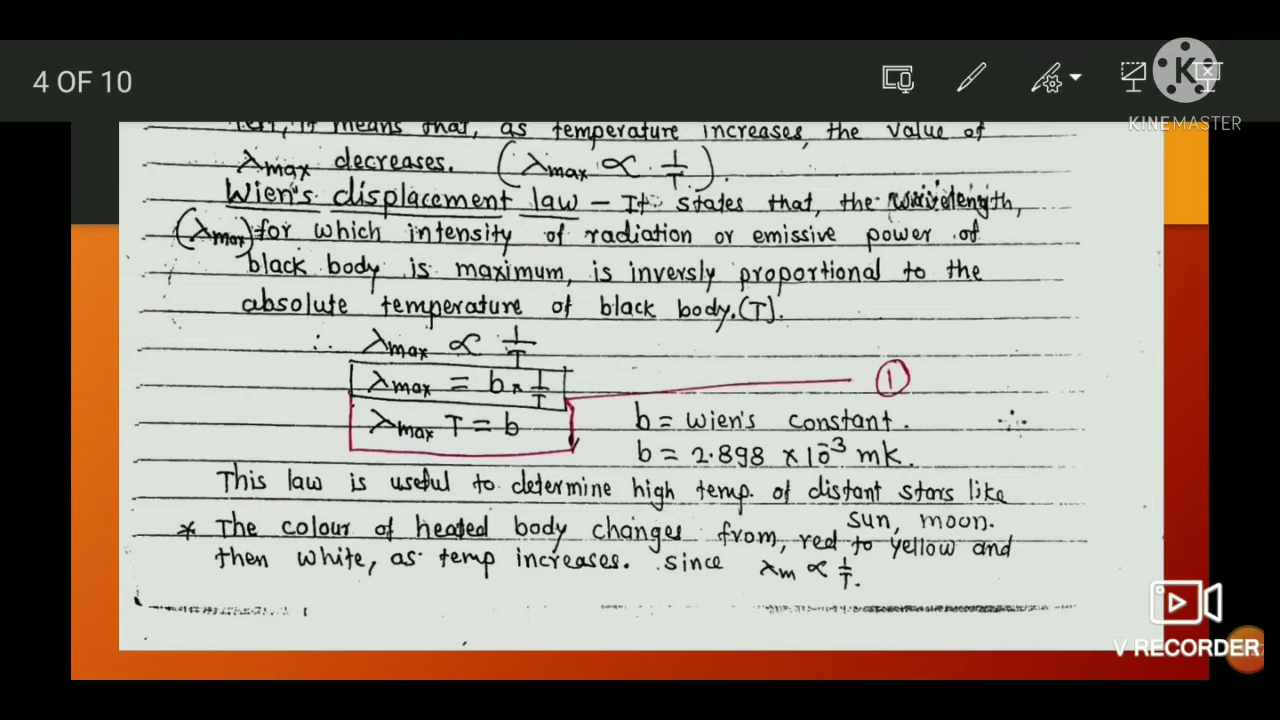 4 OF 10
KINEMASTER
it means that, as temperature increases, the value of
λmax decreases. (λmax ∝ 1/T).
Wien's displacement law – It states that, the wavelength,
(λmax) for which intensity of radiation or emissive power of
black body is maximum, is inversly proportional to the
absolute temperature of black body.(T).
∴ λmax ∝ 1/T
λmax = b × 1/T
①
λmax T = b
b = wien's constant.
b = 2.898 × 10⁻³ mk.
This law is useful to determine high temp. of distant stars like
sun, moon.
* The colour of heated body changes from, red to yellow and
then white, as temp increases. since λm ∝ 1/T.
V RECORDER